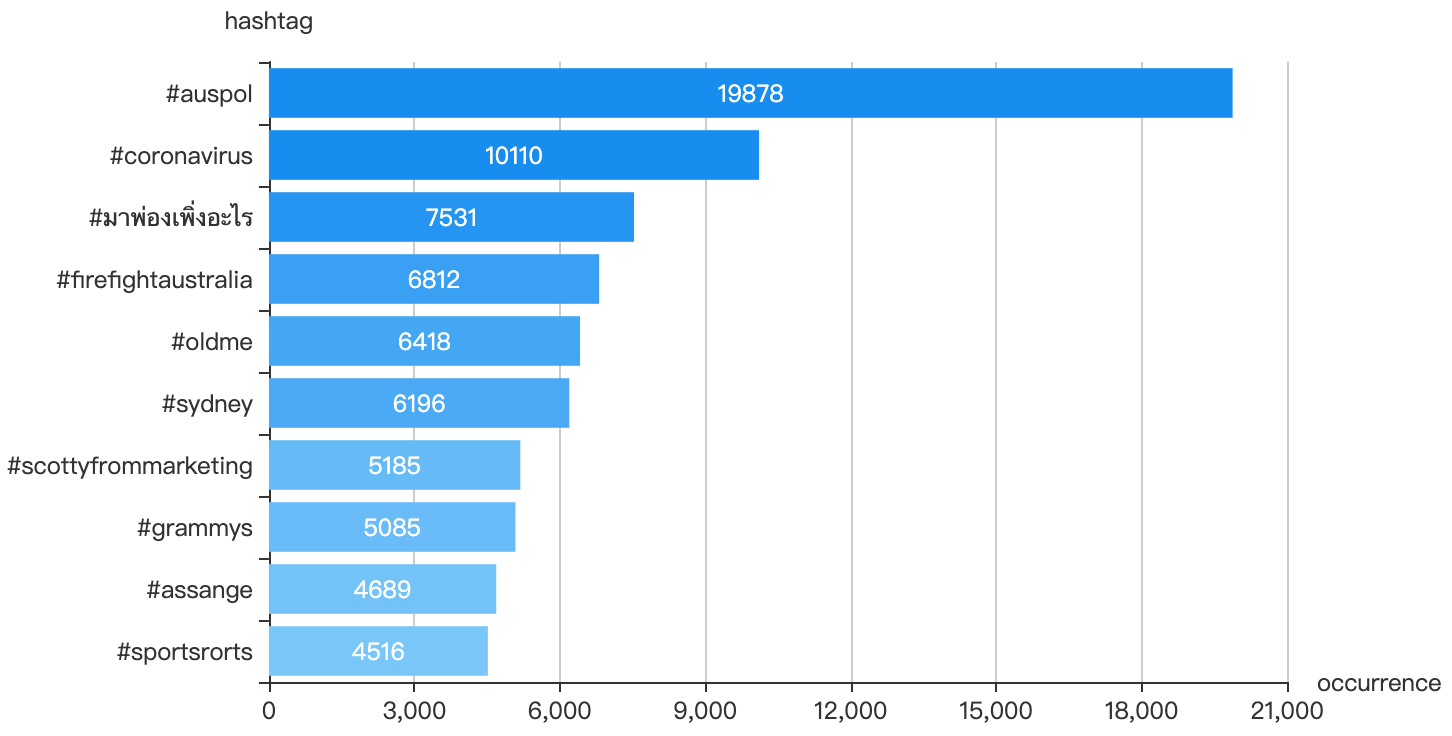 hashtag
#auspol 19878
#coronavirus 10110
#มาพ่องเพิ่งอะไร 7531
#firefightaustralia 6812
#oldme 6418
#sydney 6196
#scottyfrommarketing 5185
#grammys 5085
#assange 4689
#sportsrorts 4516
occurrence
0 3,000 6,000 9,000 12,000 15,000 18,000 21,000